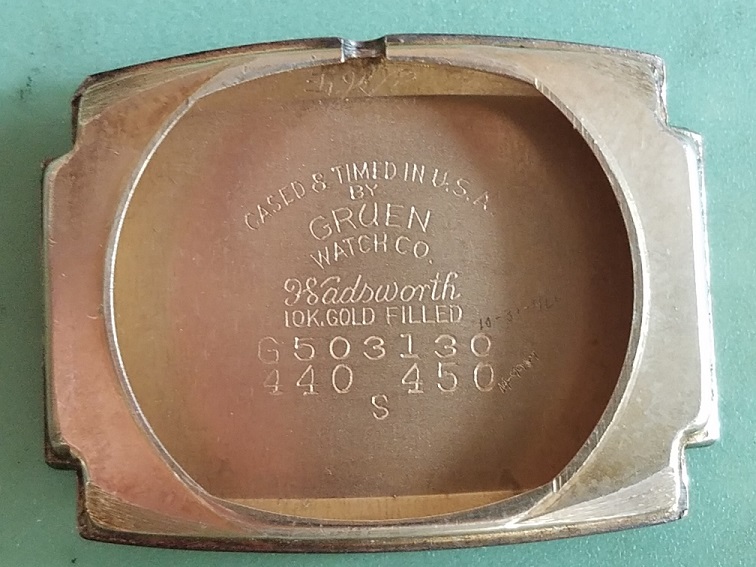 CASED & TIMED IN U.S.A.
BY
GRUEN
WATCH CO.
Wadsworth
10K. GOLD FILLED
G503130
440 450
S